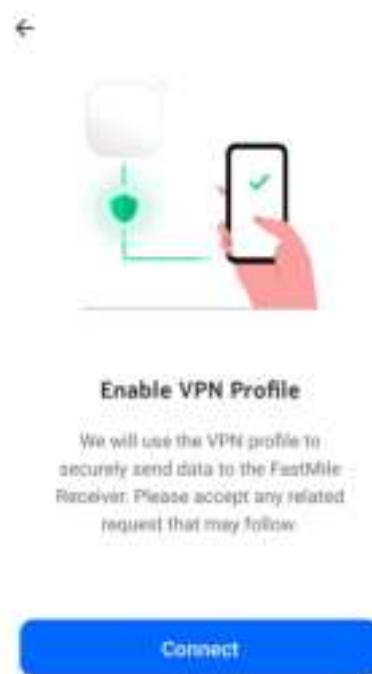 Enable VPN Profile
We will use the VPN profile to
securely send data to the FastMile
Receiver. Please accept any related
request that may follow.
Connect